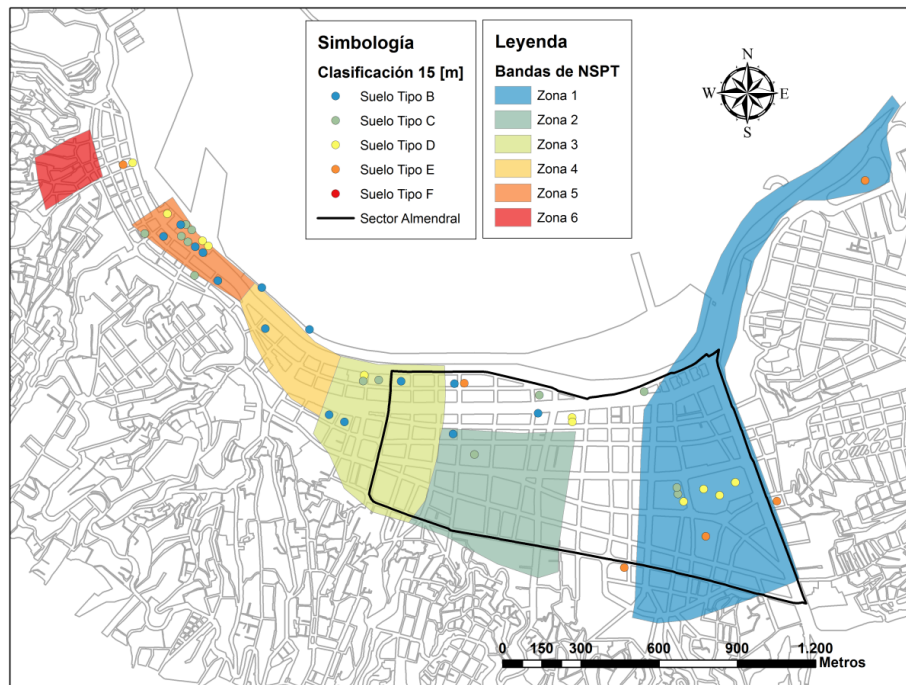 Simbología
Clasificación 15 [m]
Suelo Tipo B
Suelo Tipo C
Suelo Tipo D
Suelo Tipo E
Suelo Tipo F
Sector Almendral
Leyenda
Bandas de NSPT
Zona 1
Zona 2
Zona 3
Zona 4
Zona 5
Zona 6
N
W E
S
0 150 300 600 900 1.200
Metros